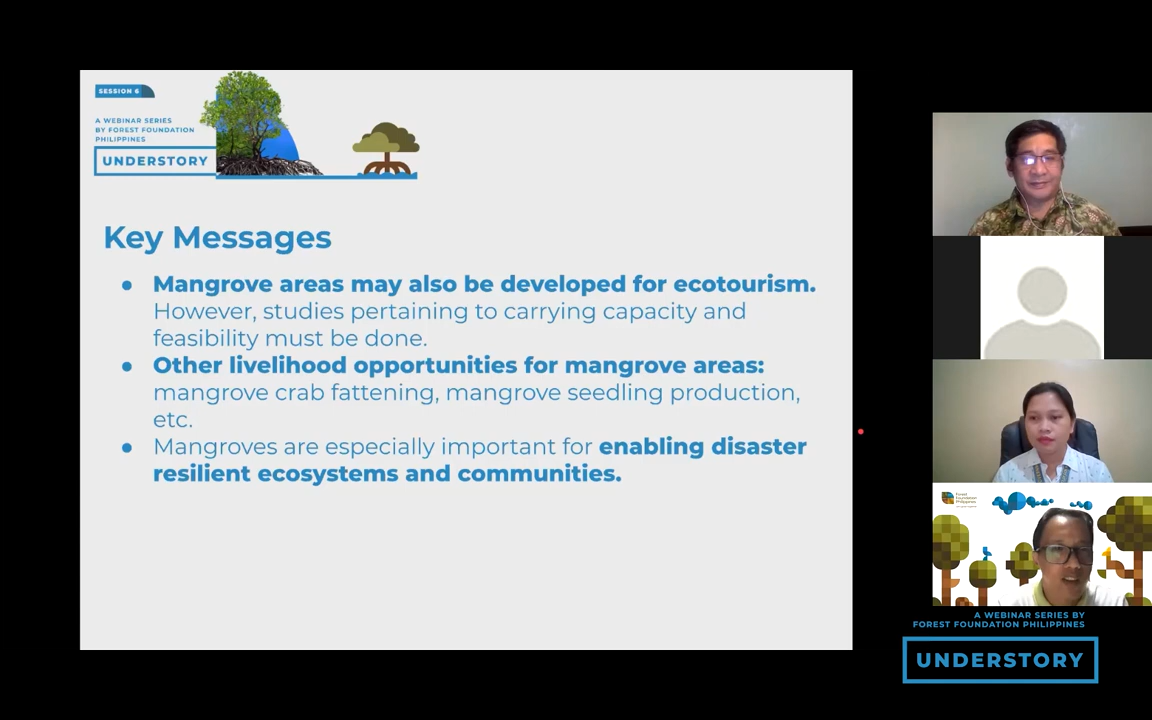 SESSION 6
A WEBINAR SERIES
BY FOREST FOUNDATION
PHILIPPINES
UNDERSTORY
Key Messages
● Mangrove areas may also be developed for ecotourism.
However, studies pertaining to carrying capacity and
feasibility must be done.
● Other livelihood opportunities for mangrove areas:
mangrove crab fattening, mangrove seedling production,
etc.
● Mangroves are especially important for enabling disaster
resilient ecosystems and communities.
Forest
Foundation
Philippines
A WEBINAR SERIES BY
FOREST FOUNDATION PHILIPPINES
UNDERSTORY